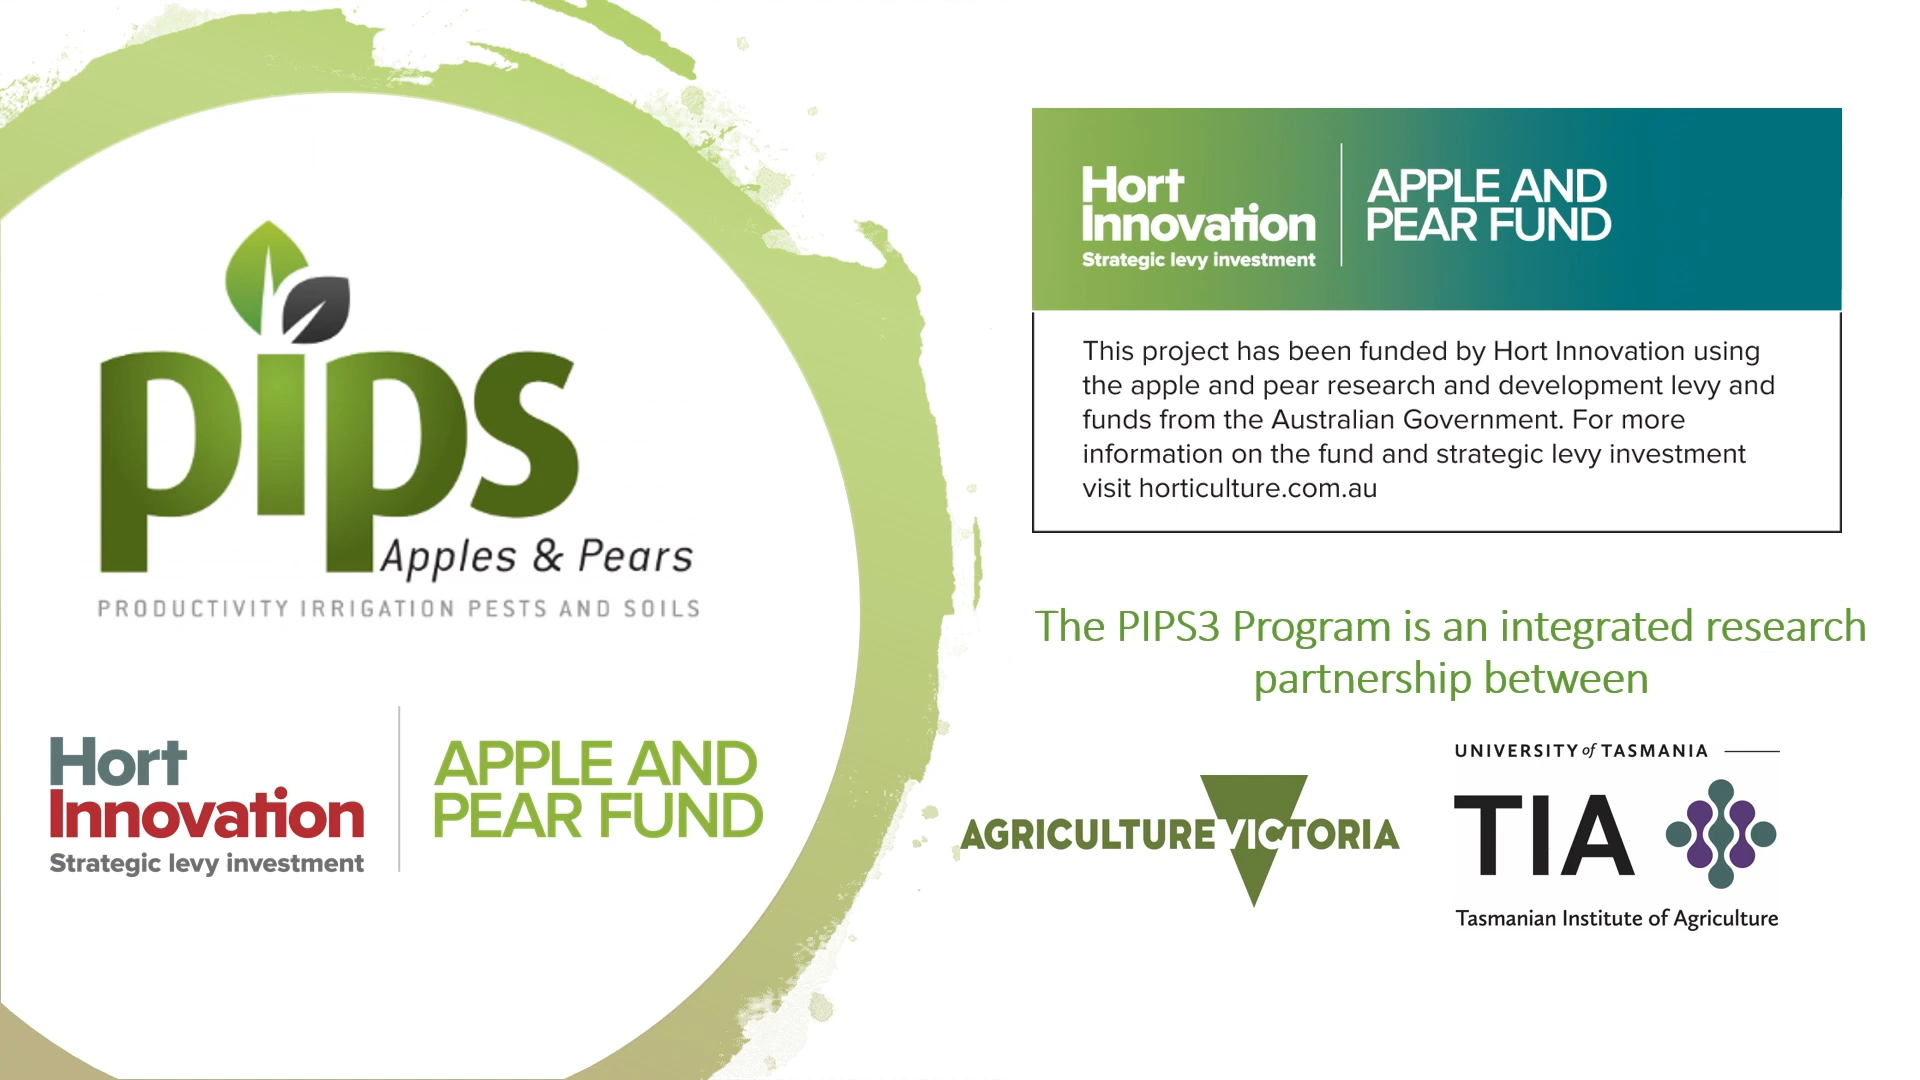 pips
Apples & Pears
PRODUCTIVITY IRRIGATION PESTS AND SOILS
Hort
Innovation
Strategic levy investment
APPLE AND
PEAR FUND
Hort
Innovation
Strategic levy investment
APPLE AND
PEAR FUND
This project has been funded by Hort Innovation using
the apple and pear research and development levy and
funds from the Australian Government. For more
information on the fund and strategic levy investment
visit horticulture.com.au
The PIPS3 Program is an integrated research
partnership between
AGRICULTURE VICTORIA
UNIVERSITY of TASMANIA
TIA
Tasmanian Institute of Agriculture